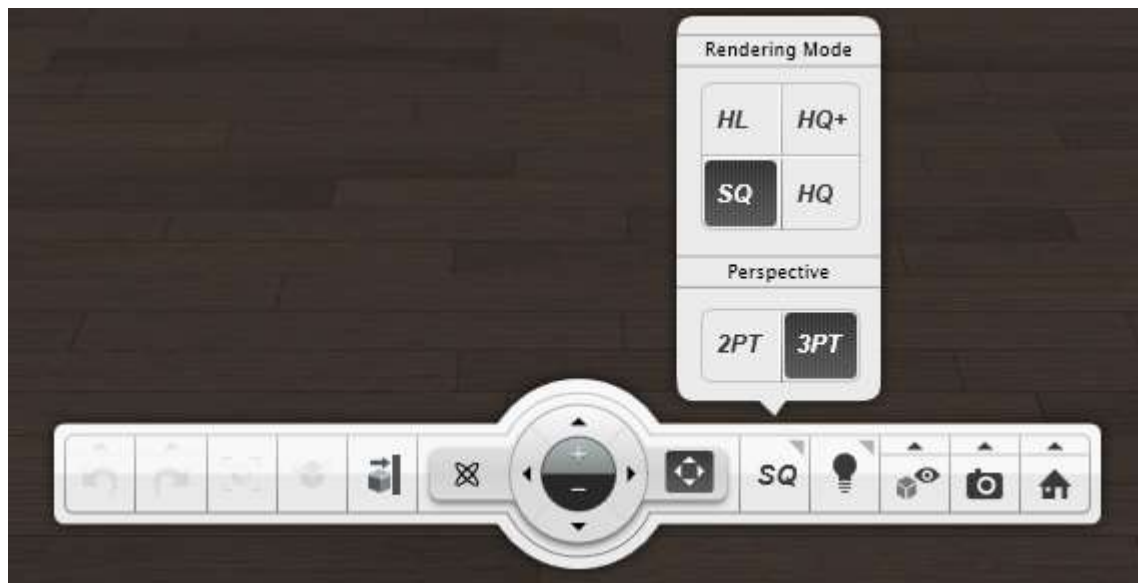 Rendering Mode
HL HQ+
SQ HQ
Perspective
2PT 3PT
SQ